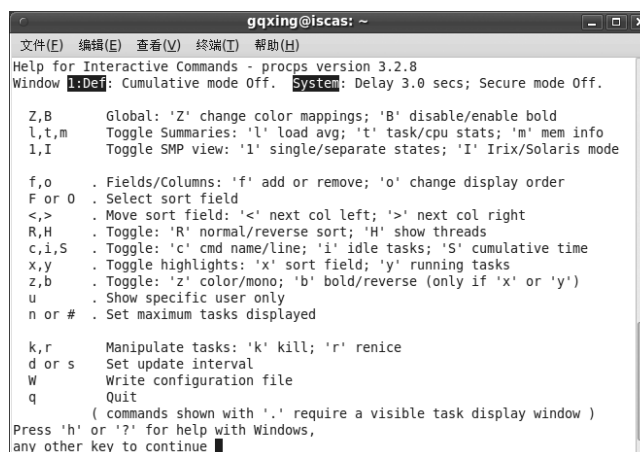 gqxing@iscas: ~
文件(F) 编辑(E) 查看(V) 终端(T) 帮助(H)
Help for Interactive Commands - procps version 3.2.8
Window 1:Def: Cumulative mode Off.  System: Delay 3.0 secs; Secure mode Off.
Z,B       Global: 'Z' change color mappings; 'B' disable/enable bold
l,t,m     Toggle Summaries: 'l' load avg; 't' task/cpu stats; 'm' mem info
1,I       Toggle SMP view: '1' single/separate states; 'I' Irix/Solaris mode
f,o     . Fields/Columns: 'f' add or remove; 'o' change display order
F or O  . Select sort field
<,>     . Move sort field: '<' next col left; '>' next col right
R,H     . Toggle: 'R' normal/reverse sort; 'H' show threads
c,i,S   . Toggle: 'c' cmd name/line; 'i' idle tasks; 'S' cumulative time
x,y     . Toggle highlights: 'x' sort field; 'y' running tasks
z,b     . Toggle: 'z' color/mono; 'b' bold/reverse (only if 'x' or 'y')
u       . Show specific user only
n or #  . Set maximum tasks displayed
k,r       Manipulate tasks: 'k' kill; 'r' renice
d or s    Set update interval
W         Write configuration file
q         Quit
( commands shown with '.' require a visible task display window )
Press 'h' or '?' for help with Windows,
any other key to continue